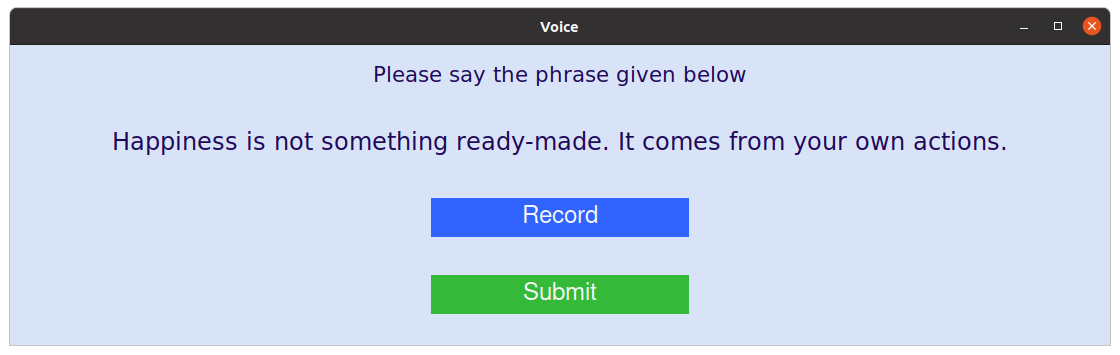 Voice
Please say the phrase given below
Happiness is not something ready-made. It comes from your own actions.
Record
Submit